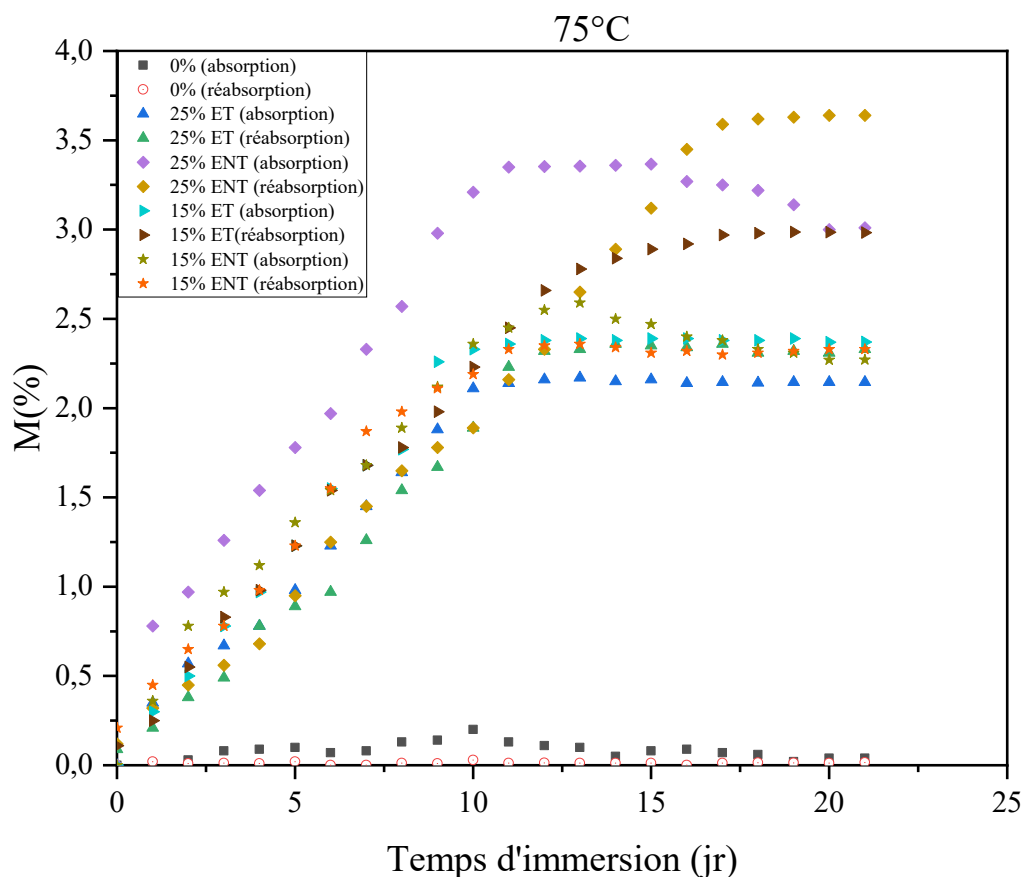 75°C
4,0
3,5
3,0
2,5
2,0
1,5
1,0
0,5
0,0
M(%)
0% (absorption)
0% (réabsorption)
25% ET (absorption)
25% ET (réabsorption)
25% ENT (absorption)
25% ENT (réabsorption)
15% ET (absorption)
15% ET(réabsorption)
15% ENT (absorption)
15% ENT (réabsorption)
0 5 10 15 20 25
Temps d'immersion (jr)